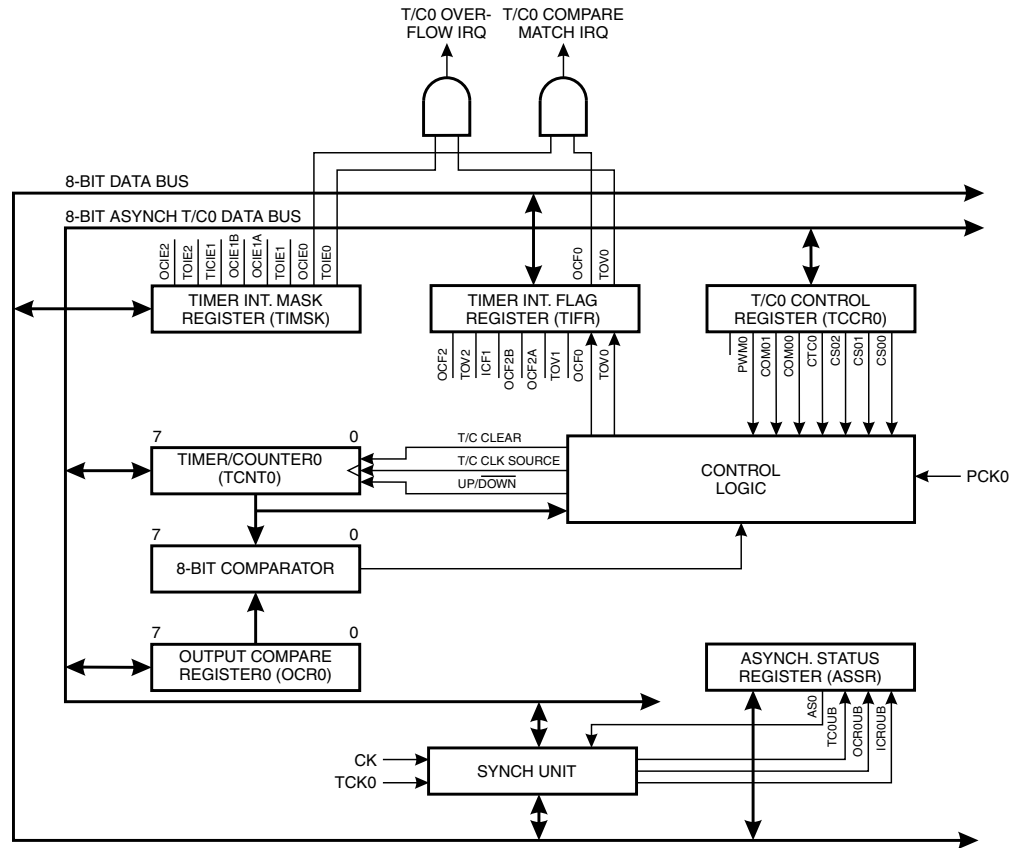 T/C0 OVER-
FLOW IRQ
T/C0 COMPARE
MATCH IRQ
8-BIT DATA BUS
8-BIT ASYNCH T/C0 DATA BUS
OCIE2
TOIE2
TICIE1
OCIE1B
OCIE1A
TOIE1
OCIE0
TOIE0
OCF0
TOV0
TIMER INT. MASK
REGISTER (TIMSK)
TIMER INT. FLAG
REGISTER (TIFR)
T/C0 CONTROL
REGISTER (TCCR0)
OCF2
TOV2
ICF1
OCF2B
OCF2A
TOV1
OCF0
TOV0
PWM0
COM01
COM00
CTC0
CS02
CS01
CS00
7
0
TIMER/COUNTER0
(TCNT0)
T/C CLEAR
T/C CLK SOURCE
UP/DOWN
CONTROL
LOGIC
PCK0
7
0
8-BIT COMPARATOR
7
0
OUTPUT COMPARE
REGISTER0 (OCR0)
ASYNCH. STATUS
REGISTER (ASSR)
AS0
TC0UB
OCR0UB
ICR0UB
CK
TCK0
SYNCH UNIT